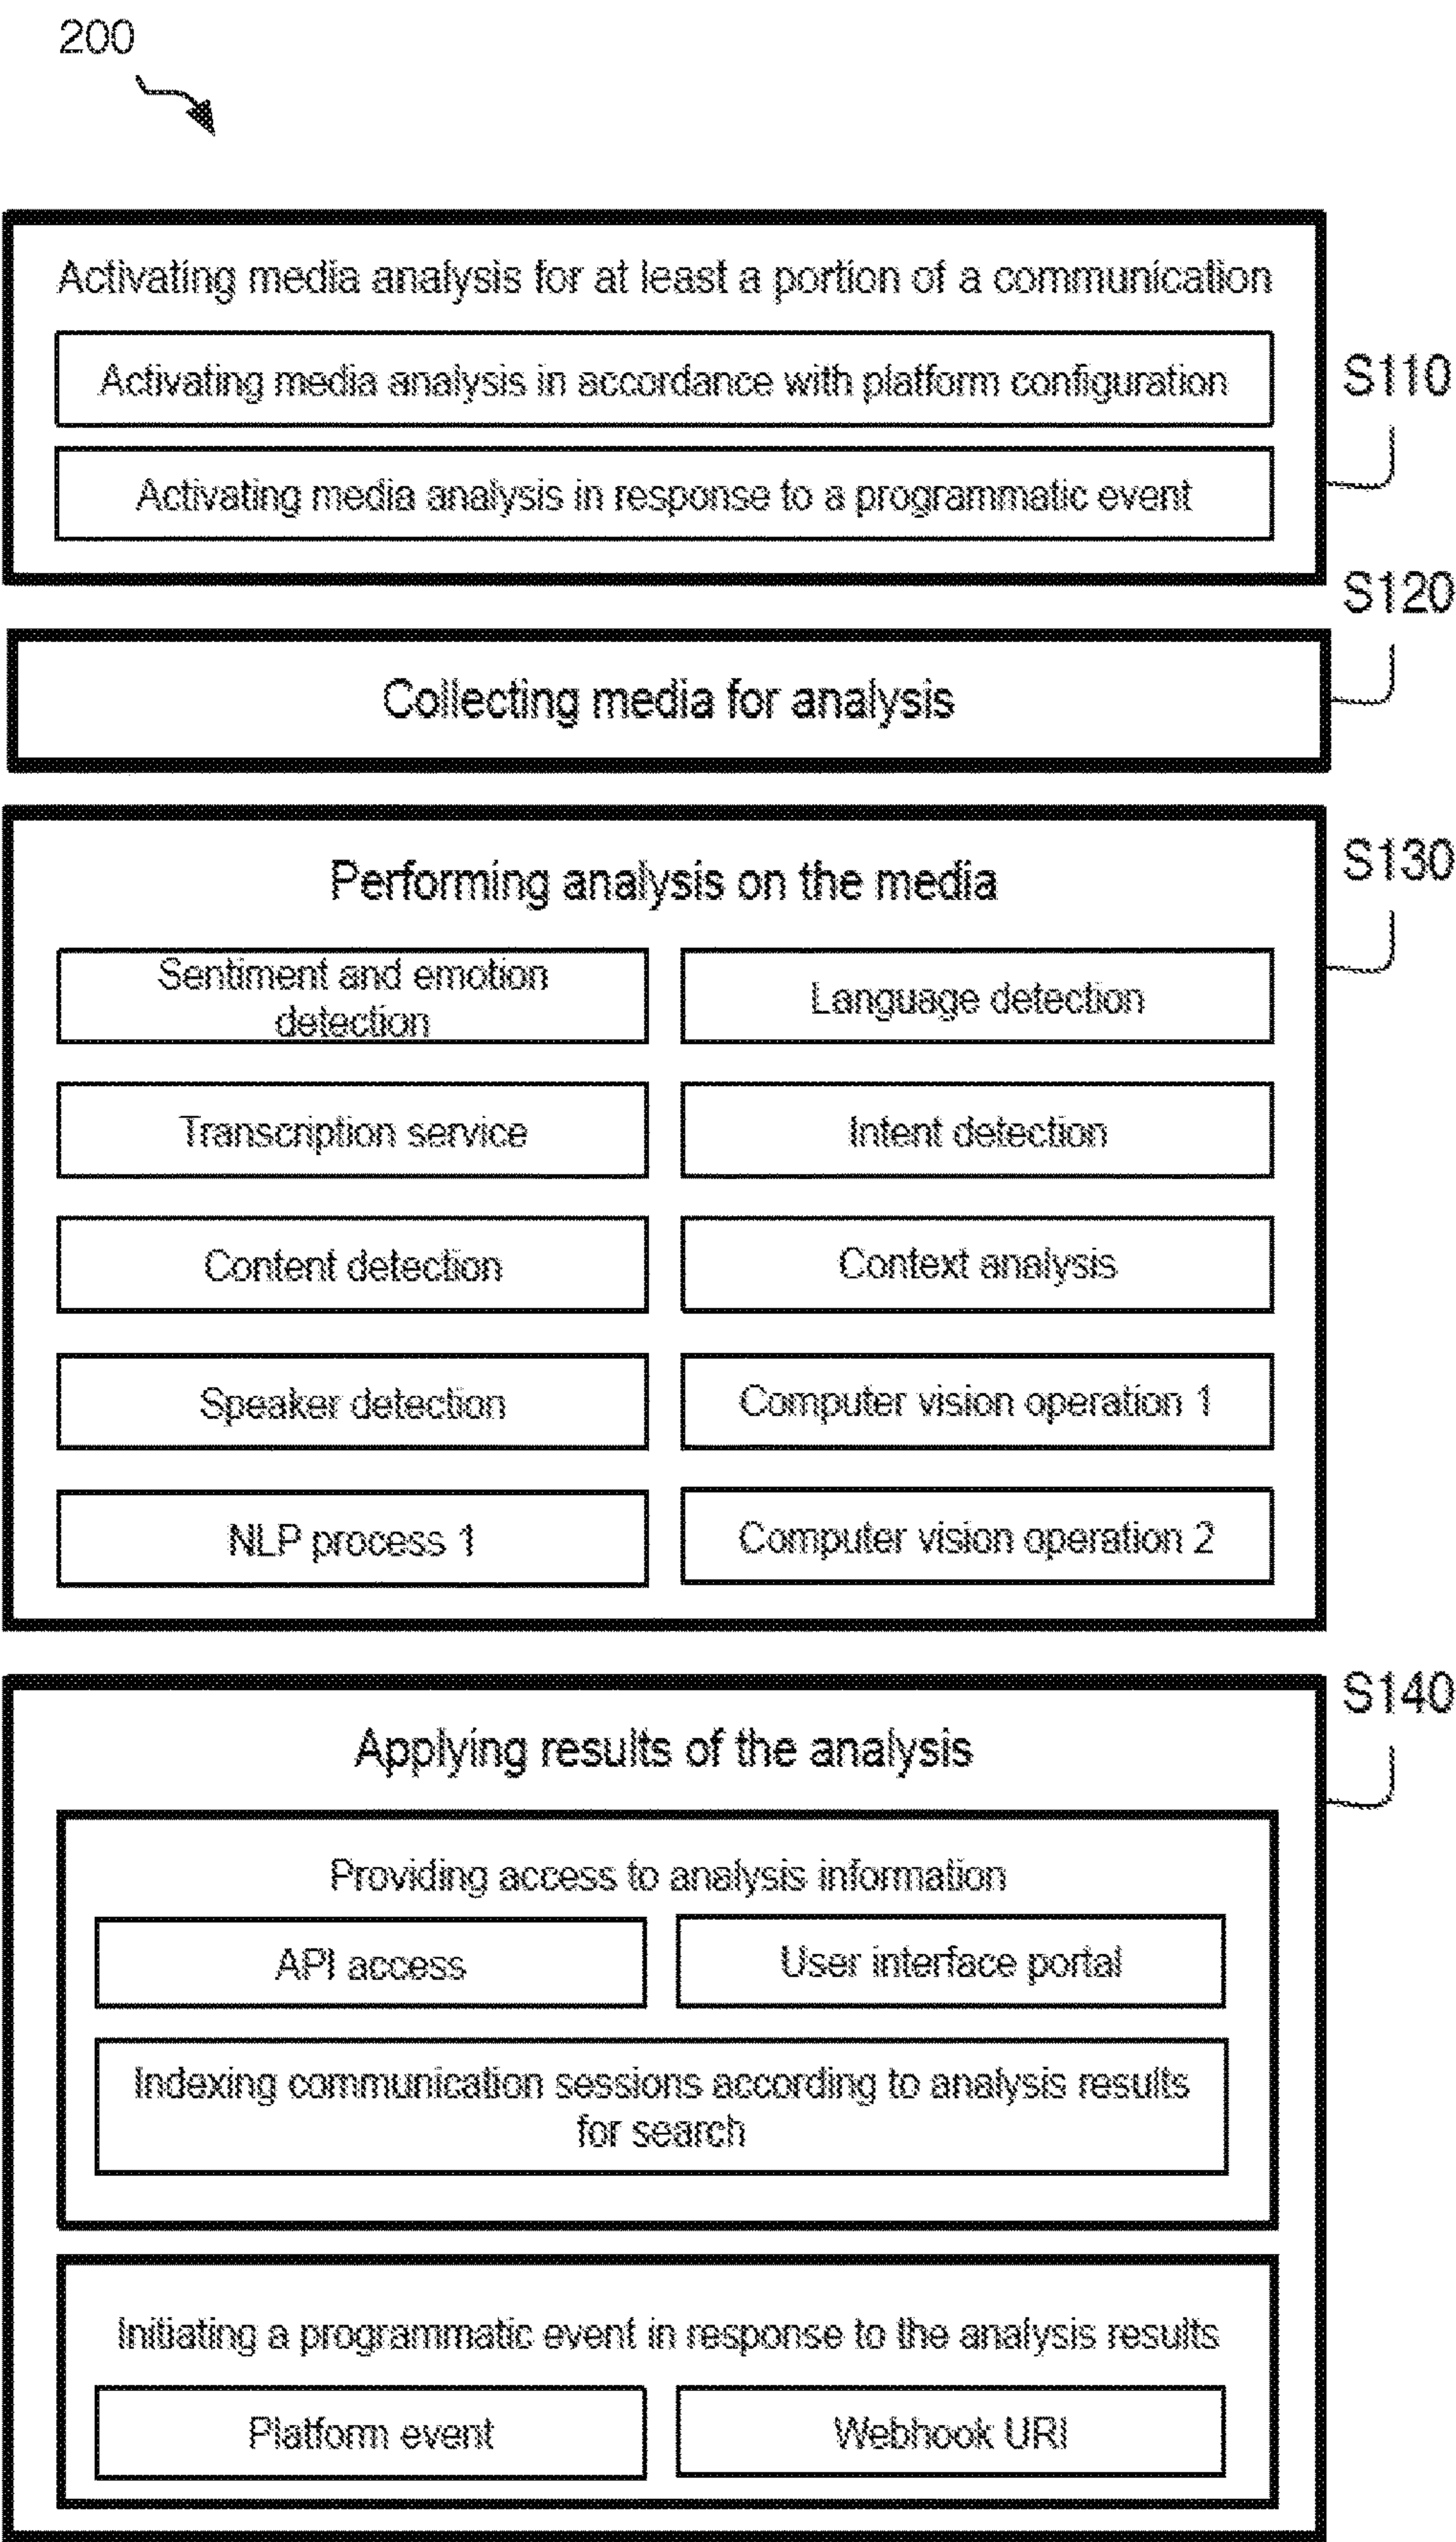 200
Activating media analysis for at least a portion of a communication
Activating media analysis in accordance with platform configuration
S110
Activating media analysis in response to a programmatic event
S120
Collecting media for analysis
S130
Performing analysis on the media
Sentiment and emotion
detection
Language detection
Transcription service
Intent detection
Content detection
Context analysis
Speaker detection
Computer vision operation 1
NLP process 1
Computer vision operation 2
S140
Applying results of the analysis
Providing access to analysis information
API access
User interface portal
Indexing communication sessions according to analysis results
for search
Initiating a programmatic event in response to the analysis results
Platform event
Webhook URI